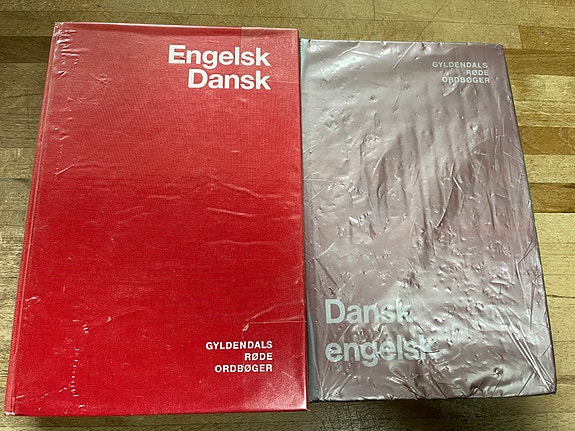 Engelsk
Dansk
GYLDENDALS
RØDE
ORDBØGER
GYLDENDALS
RØDE
ORDBØGER
Dansk
engelsk